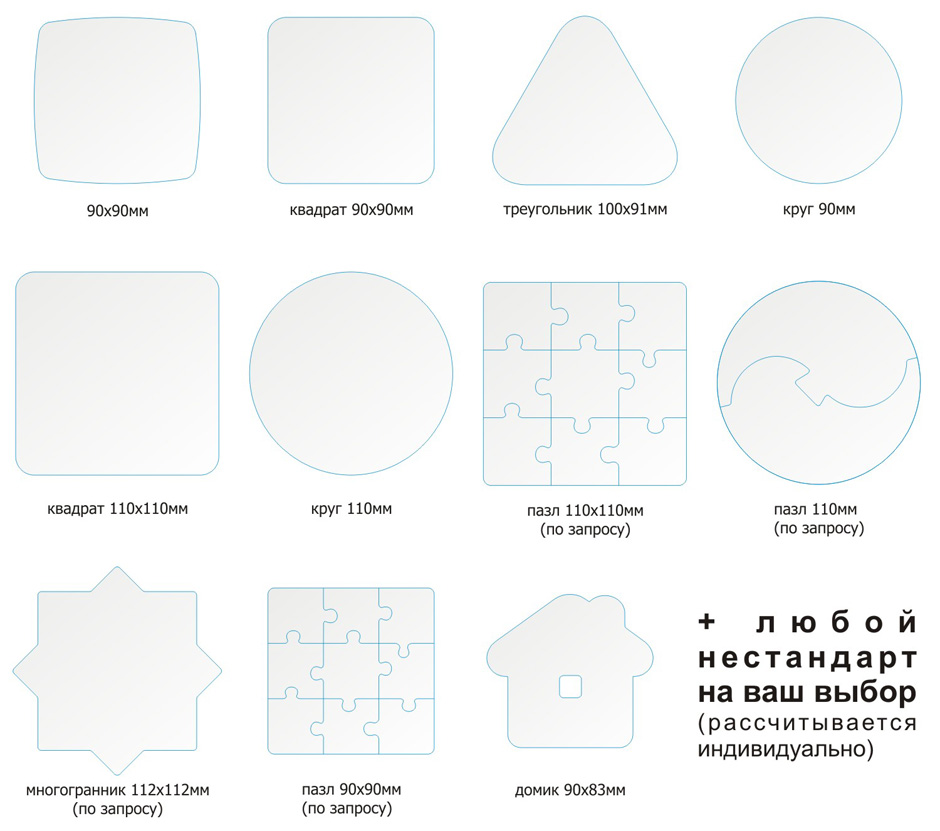 90х90мм
квадрат 90х90мм
треугольник 100х91мм
круг 90мм
квадрат 110х110мм
круг 110мм
пазл 110х110мм
(по запросу)
пазл 110мм
(по запросу)
многогранник 112х112мм
(по запросу)
пазл 90х90мм
(по запросу)
домик 90х83мм
+ любой
нестандарт
на ваш выбор
(рассчитывается
индивидуально)